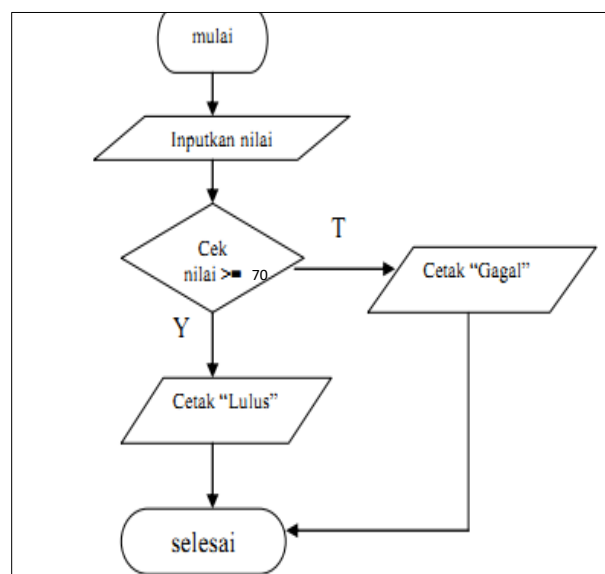 mulai
Inputkan nilai
Cek
nilai >= 70
T
Cetak “Gagal”
Y
Cetak “Lulus”
selesai